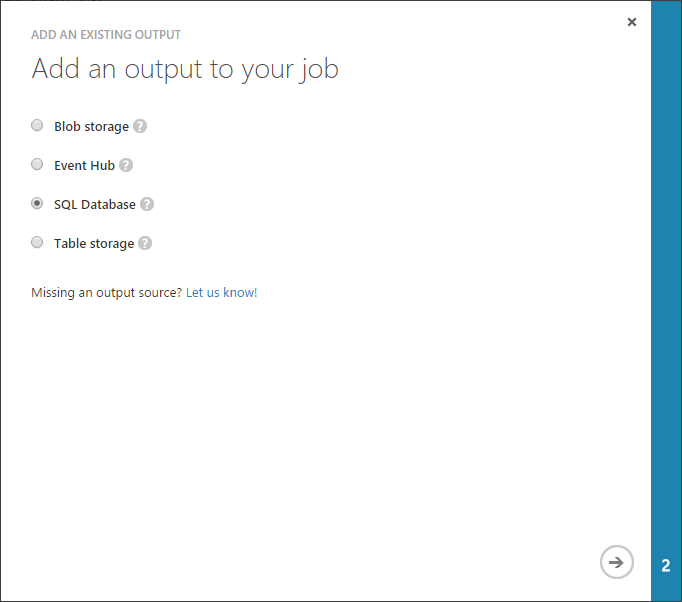 ADD AN EXISTING OUTPUT
Add an output to your job
Blob storage ?
Event Hub ?
SQL Database ?
Table storage ?
Missing an output source? Let us know!
2